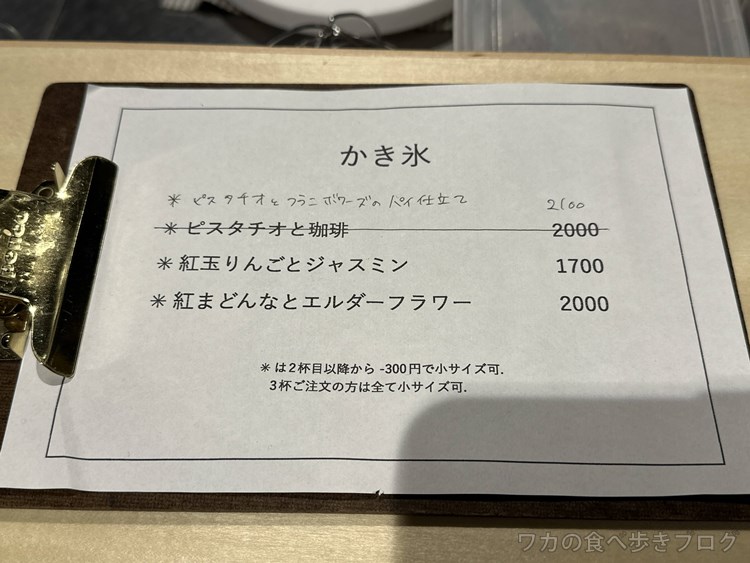 かき氷
＊ ピスタチオとフランボワーズのパイ仕立て 2100
＊ ピスタチオと珈琲 2000
＊ 紅玉りんごとジャスミン 1700
＊ 紅まどんなとエルダーフラワー 2000
＊ は2杯目以降から -300円で小サイズ可.
3杯ご注文の方は全て小サイズ可.
ワカの食べ歩きブログ